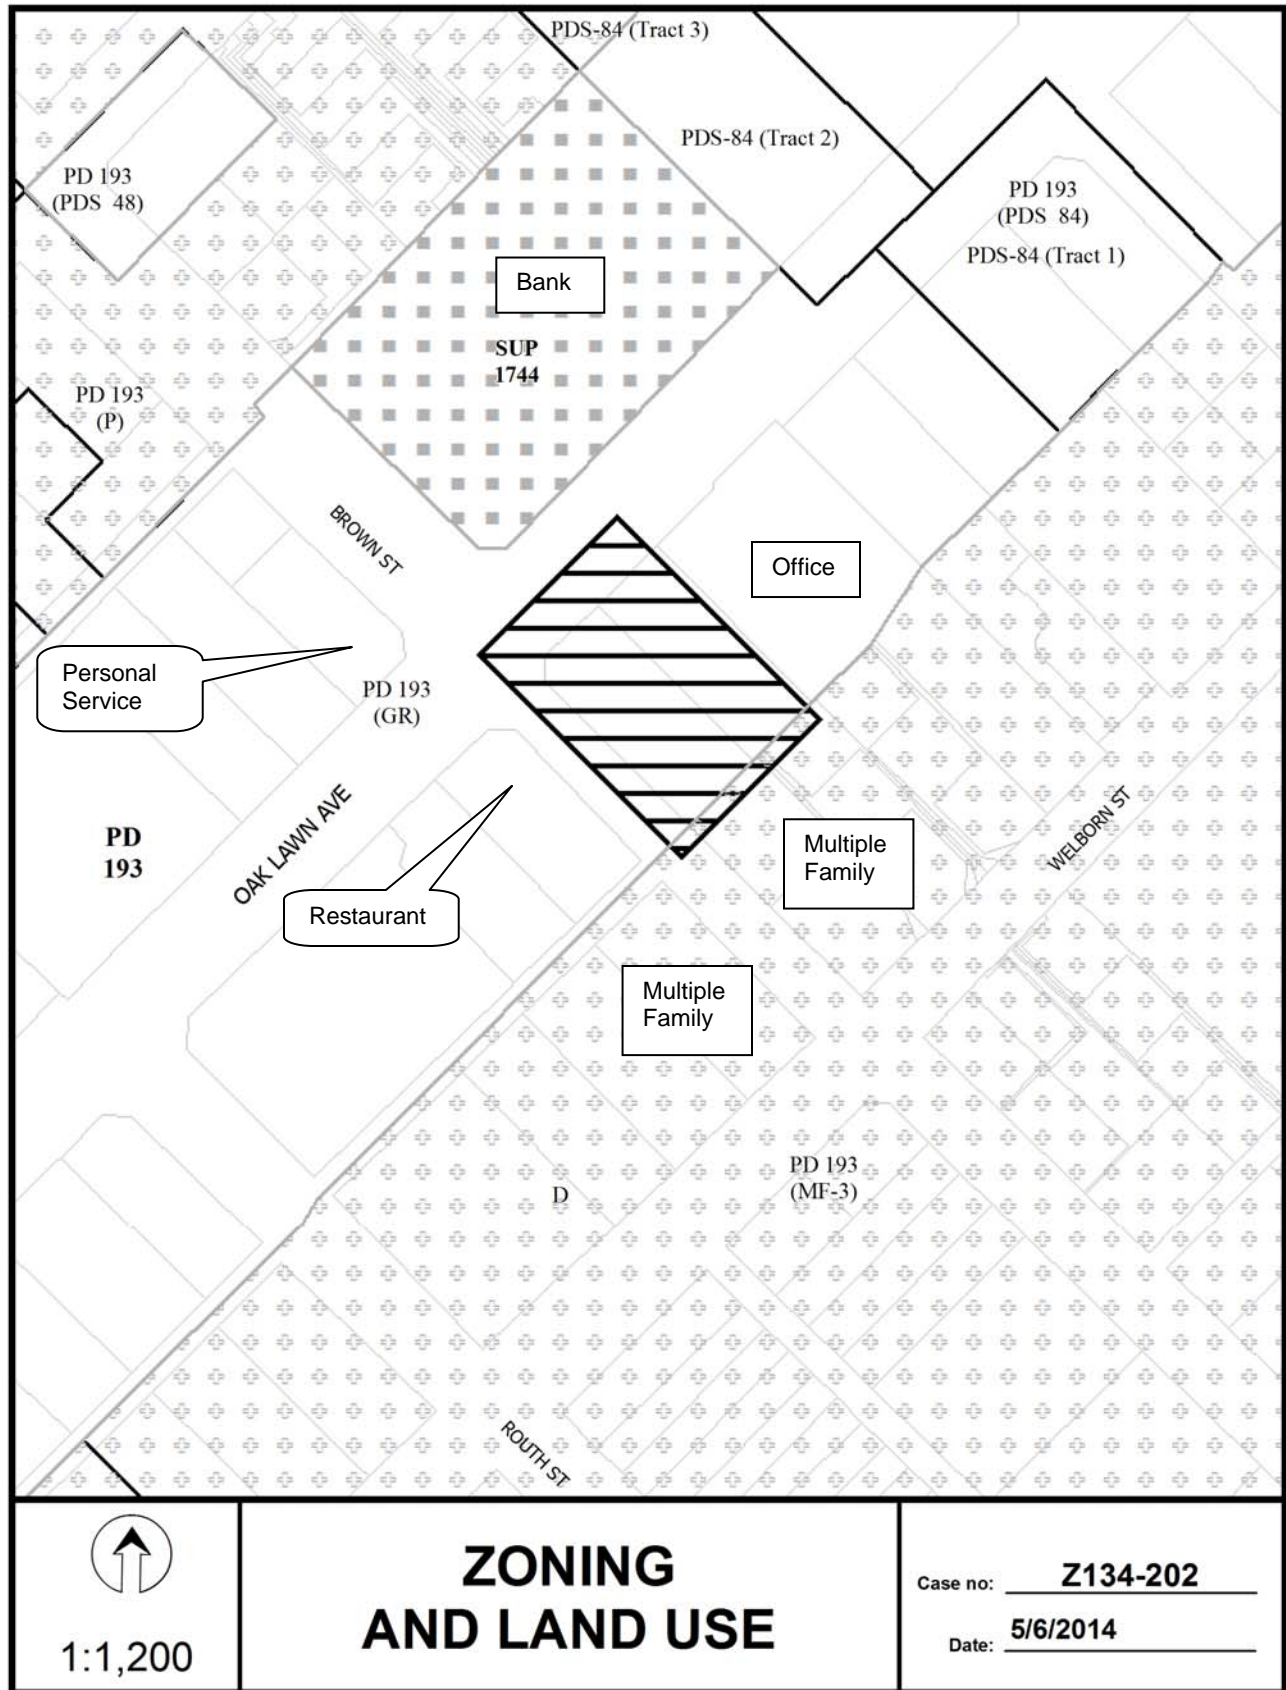 PDS-84 (Tract 3)
PDS-84 (Tract 2)
PD 193
(PDS 48)
PD 193
(PDS 84)
PDS-84 (Tract 1)
Bank
SUP
1744
PD 193
(P)
BROWN ST
Office
Personal
Service
PD 193
(GR)
OAK LAWN AVE
PD
193
Restaurant
Multiple
Family
WELBORN ST
Multiple
Family
PD 193
(MF-3)
D
ROUTH ST
1:1,200
ZONING
AND LAND USE
Case no: Z134-202
Date: 5/6/2014